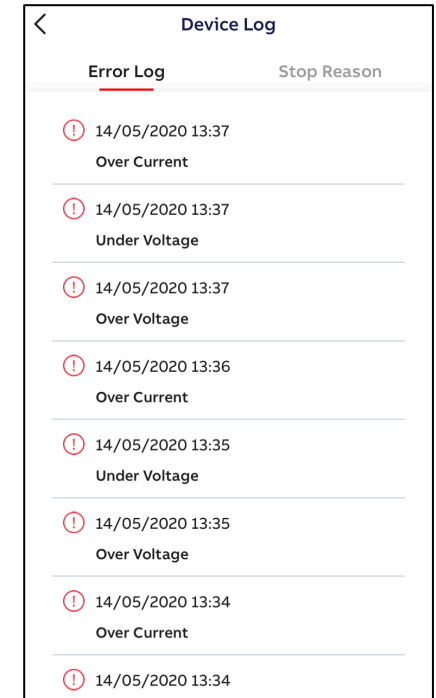 Device Log
Error Log
Stop Reason
14/05/2020 13:37
Over Current
14/05/2020 13:37
Under Voltage
14/05/2020 13:37
Over Voltage
14/05/2020 13:36
Over Current
14/05/2020 13:35
Under Voltage
14/05/2020 13:35
Over Voltage
14/05/2020 13:34
Over Current
14/05/2020 13:34